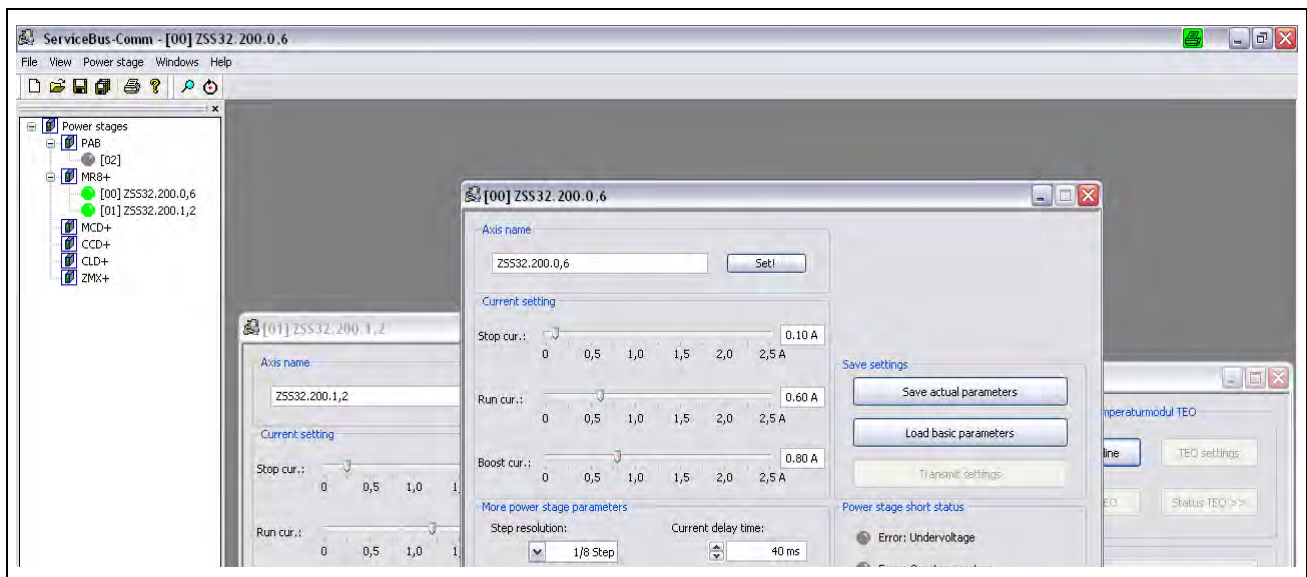 ServiceBus-Comm - [00] ZSS32.200.0,6
File View Power stage Windows Help
Power stages
PAB
[02]
MR8+
[00] ZSS32.200.0,6
[01] ZSS32.200.1,2
MCD+
CCD+
CLD+
ZMX+
[01] ZSS32.200.1,2
Axis name
ZSS32.200.1,2
Current setting
Stop cur.:
0 0,5 1,0
Run cur.:
0 0,5 1,0
[00] ZSS32.200.0,6
Axis name
ZSS32.200.0,6 Set!
Current setting
Stop cur.: 0.10 A
0 0,5 1,0 1,5 2,0 2,5 A
Run cur.: 0.60 A
0 0,5 1,0 1,5 2,0 2,5 A
Boost cur.: 0.80 A
0 0,5 1,0 1,5 2,0 2,5 A
More power stage parameters
Step resolution: Current delay time:
1/8 Step 40 ms
Save settings
Save actual parameters
Load basic parameters
Transmit settings
Power stage short status
Error: Undervoltage
mperaturmodul TEO
line TEO settings
EO Status TEO >>